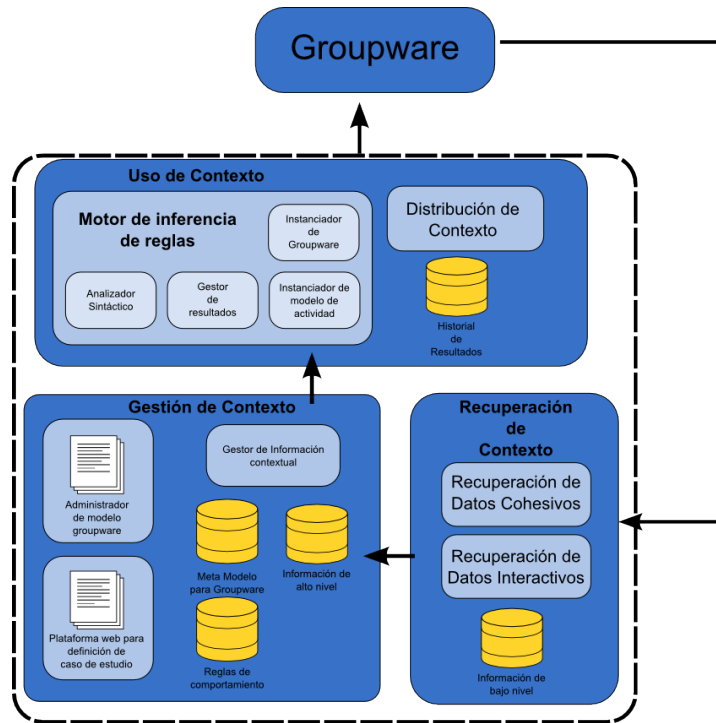 Groupware
Uso de Contexto
Motor de inferencia
de reglas
Instanciador
de
Groupware
Analizador
Sintáctico
Gestor
de
resultados
Instanciador de
modelo de
actividad
Distribución de
Contexto
Historial
de
Resultados
Gestión de Contexto
Administrador
de modelo
groupware
Plataforma web para
definición de
caso de estudio
Gestor de Información
contextual
Meta Modelo
para Groupware
Información de
alto nivel
Reglas de
comportamiento
Recuperación
de
Contexto
Recuperación de
Datos Cohesivos
Recuperación de
Datos Interactivos
Información de
bajo nivel